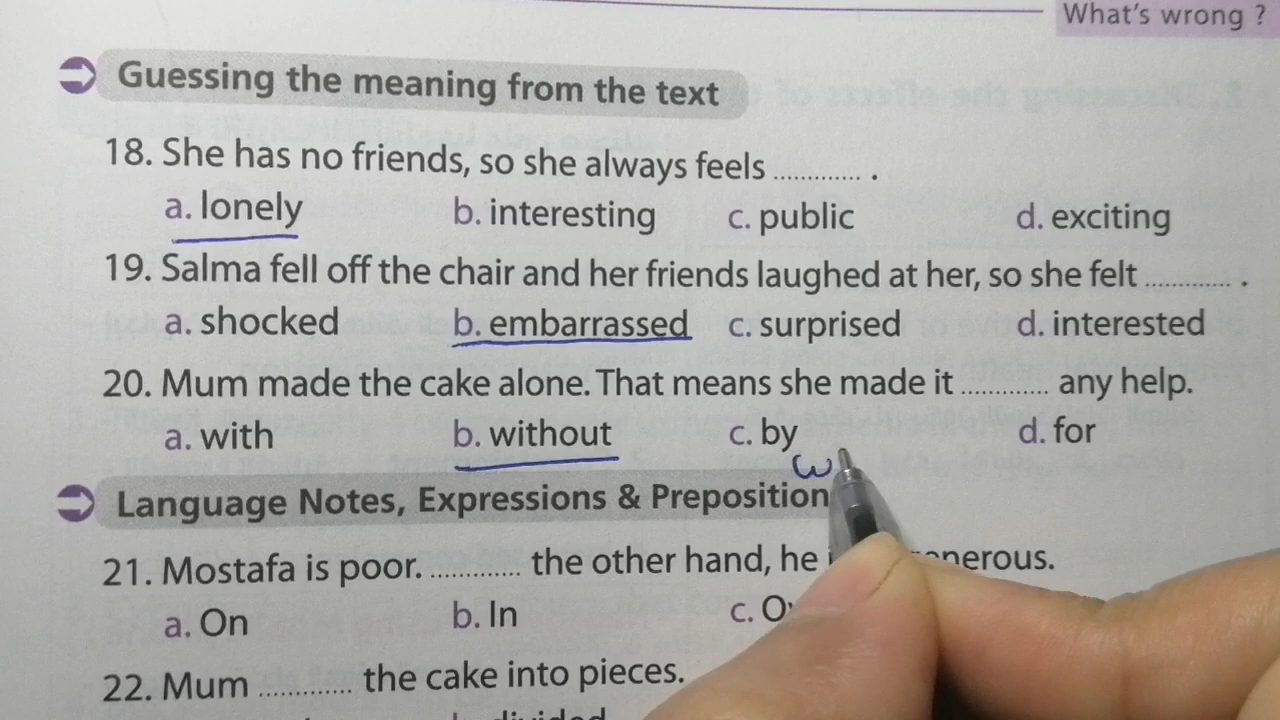 What's wrong ?
Guessing the meaning from the text
18. She has no friends, so she always feels ............ .
a. lonely b. interesting c. public d. exciting
19. Salma fell off the chair and her friends laughed at her, so she felt ............ .
a. shocked b. embarrassed c. surprised d. interested
20. Mum made the cake alone. That means she made it ............ any help.
a. with b. without c. by d. for
Language Notes, Expressions & Preposition
21. Mostafa is poor. ............ the other hand, he
a. On b. In c.
22. Mum ............ the cake into pieces.
divided